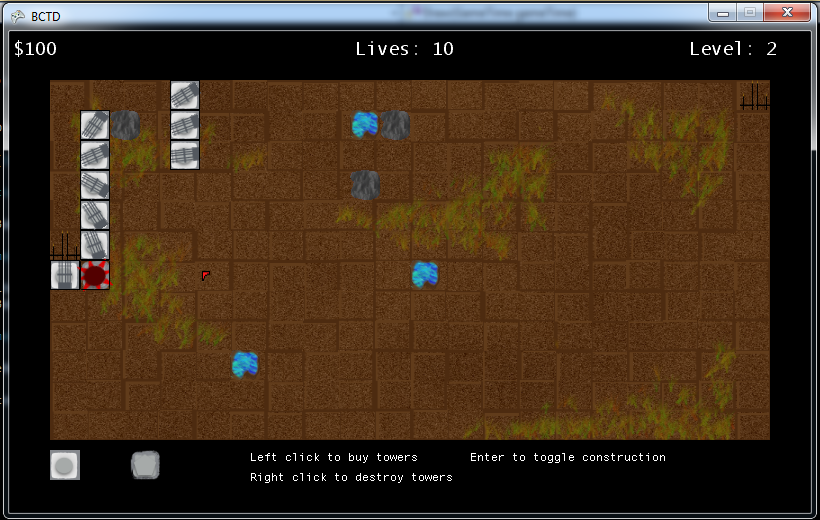 BCTD
$100 Lives: 10 Level: 2
Left click to buy towers Enter to toggle construction
Right click to destroy towers